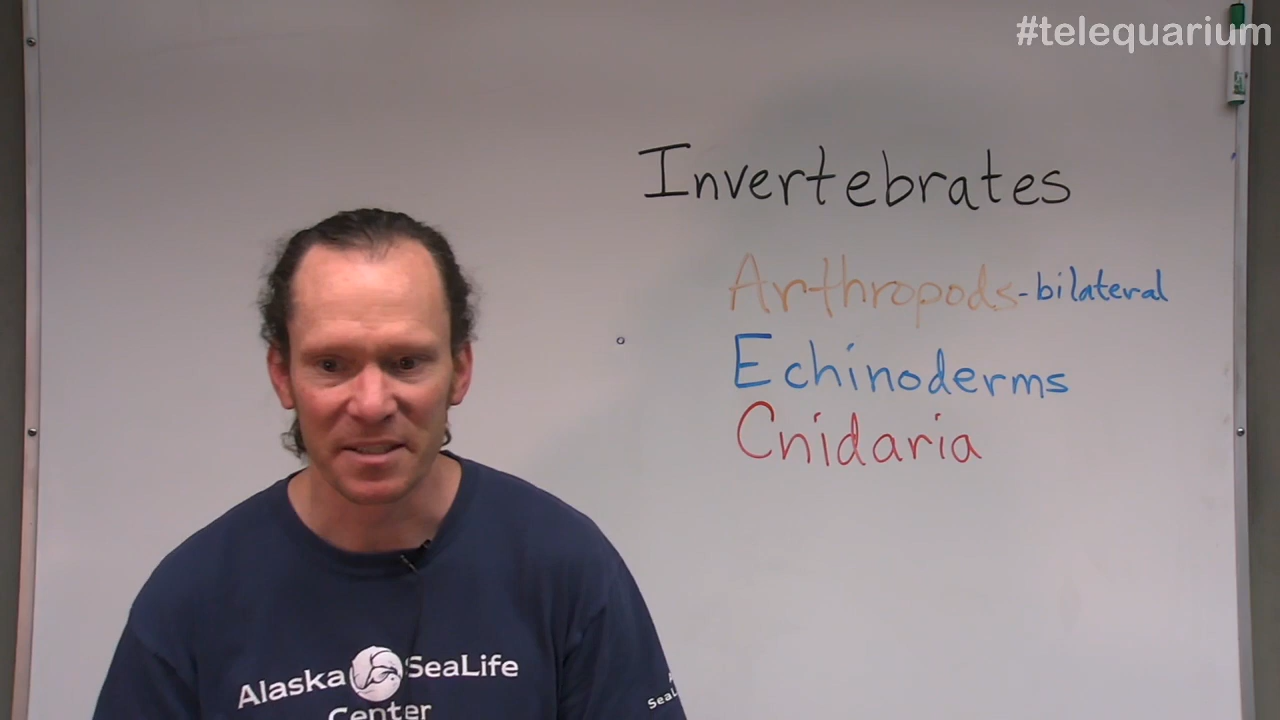 #telequarium
Invertebrates
Arthropods-bilateral
Echinoderms
Cnidaria
Alaska SeaLife
Center